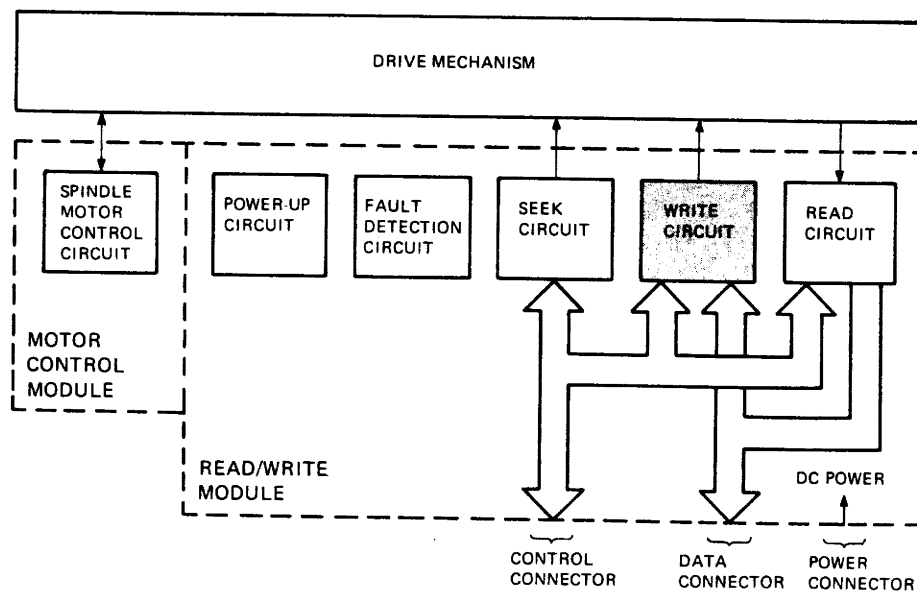 DRIVE MECHANISM
SPINDLE
MOTOR
CONTROL
CIRCUIT
POWER-UP
CIRCUIT
FAULT
DETECTION
CIRCUIT
SEEK
CIRCUIT
WRITE
CIRCUIT
READ
CIRCUIT
MOTOR
CONTROL
MODULE
READ/WRITE
MODULE
DC POWER
CONTROL
CONNECTOR
DATA
CONNECTOR
POWER
CONNECTOR